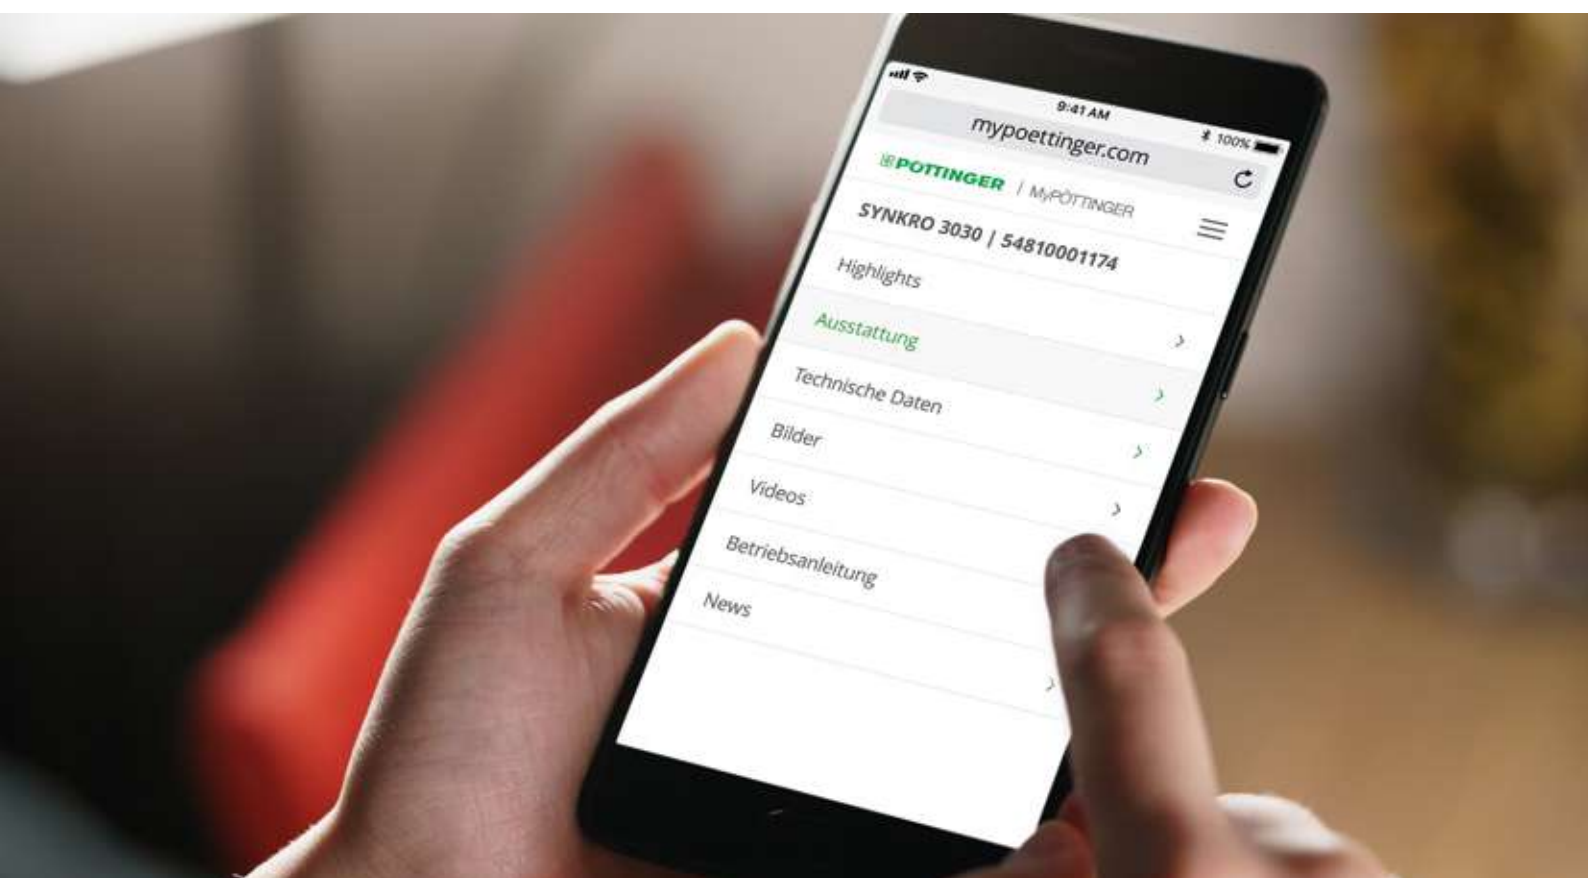 9:41 AM
100%
mypoettinger.com
PÖTTINGER | MyPÖTTINGER
SYNKRO 3030 | 54810001174
Highlights
Ausstattung
Technische Daten
Bilder
Videos
Betriebsanleitung
News